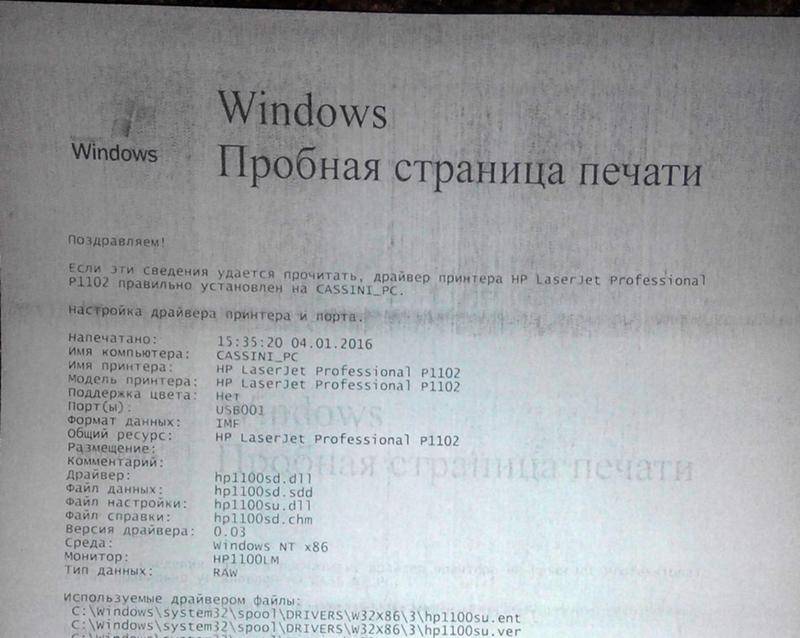 Windows
Windows
Пробная страница печати
Поздравляем!
Если эти сведения удается прочитать, драйвер принтера HP LaserJet Professional
P1102 правильно установлен на CASSINI_PC.
Настройка драйвера принтера и порта.
Напечатано: 15:35:20 04.01.2016
Имя компьютера: CASSINI_PC
Имя принтера: HP LaserJet Professional P1102
Модель принтера: HP LaserJet Professional P1102
Поддержка цвета: Нет
Порт(ы): USB001
Формат данных: IMF
Общий ресурс: HP LaserJet Professional P1102
Размещение:
Комментарий:
Драйвер: hp1100sd.dll
Файл данных: hp1100sd.sdd
Файл настройки: hp1100su.dll
Файл справки: hp1100sd.chm
Версия драйвера: 0.03
Среда: Windows NT x86
Монитор: HP1100LM
Тип данных: RAW
Используемые драйвером файлы:
C:\Windows\system32\spool\DRIVERS\W32X86\3\hp1100su.ent
C:\Windows\system32\spool\DRIVERS\W32X86\3\hp1100su.ver
Windows
Пробная страница печати